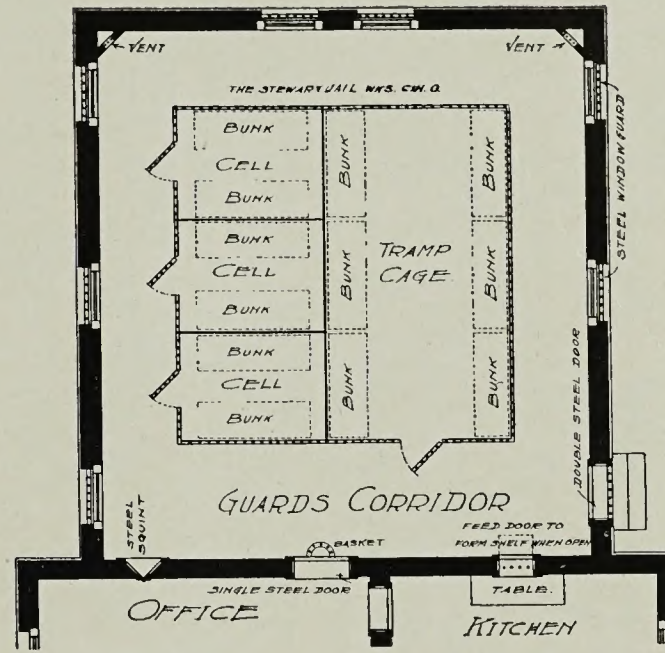 VENT
VENT
THE STEWART JAIL WKS. CIN. O.
BUNK
CELL
BUNK
BUNK
CELL
BUNK
BUNK
CELL
BUNK
BUNK
BUNK
BUNK
TRAMP
CAGE
BUNK
BUNK
BUNK
STEEL WINDOW GUARD
DOUBLE STEEL DOOR
GUARDS CORRIDOR
STEEL
SQUINT
BASKET
FEED DOOR TO
FORM SHELF WHEN OPEN
SINGLE STEEL DOOR
TABLE.
OFFICE
KITCHEN